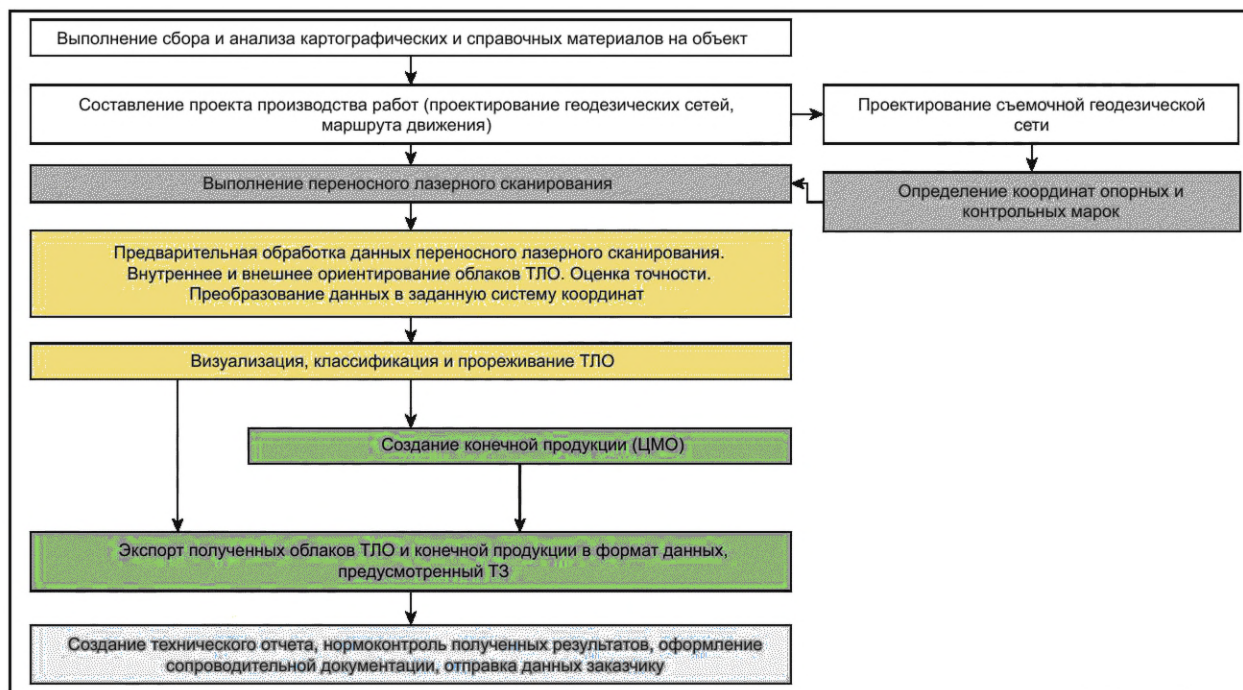 Выполнение сбора и анализа картографических и справочных материалов на объект
Составление проекта производства работ (проектирование геодезических сетей,
маршрута движения)
Проектирование съемочной геодезической
сети
Выполнение переносного лазерного сканирования
Определение координат опорных и
контрольных марок
Предварительная обработка данных переносного лазерного сканирования.
Внутреннее и внешнее ориентирование облаков ТЛО. Оценка точности.
Преобразование данных в заданную систему координат
Визуализация, классификация и прореживание ТЛО
Создание конечной продукции (ЦМО)
Экспорт полученных облаков ТЛО и конечной продукции в формат данных,
предусмотренный ТЗ
Создание технического отчета, нормоконтроль полученных результатов, оформление
сопроводительной документации, отправка данных заказчику